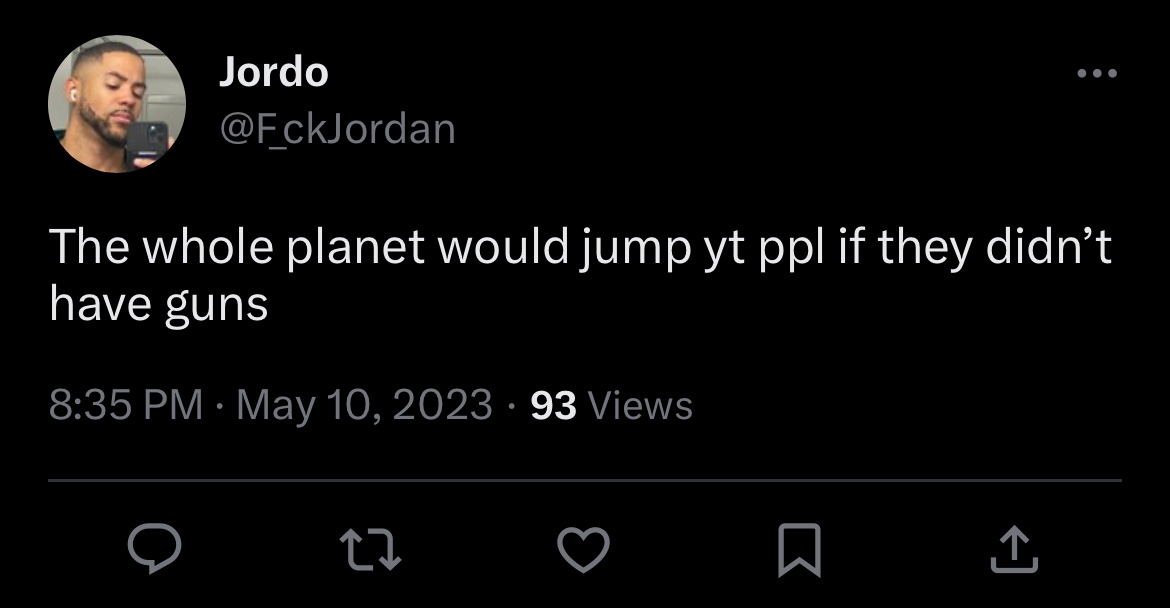 Jordo
@F_ckJordan
The whole planet would jump yt ppl if they didn’t
have guns
8:35 PM · May 10, 2023 · 93 Views